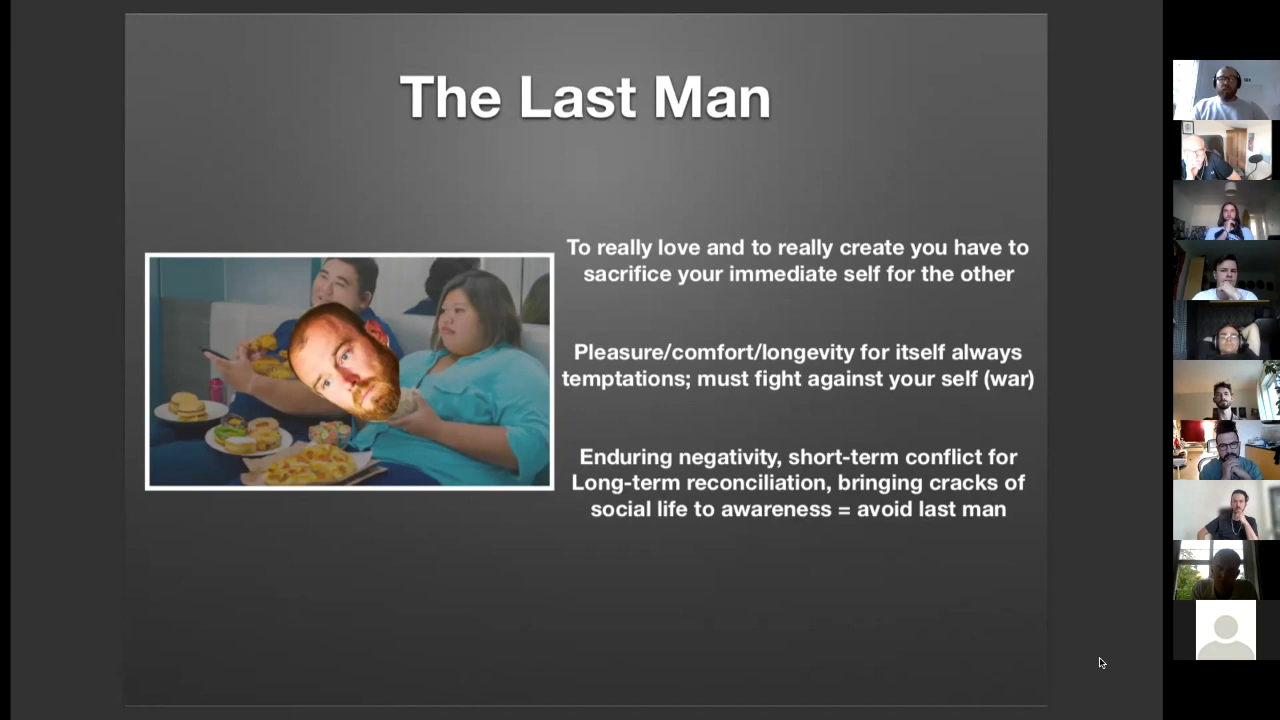 The Last Man
To really love and to really create you have to
sacrifice your immediate self for the other
Pleasure/comfort/longevity for itself always
temptations; must fight against your self (war)
Enduring negativity, short-term conflict for
Long-term reconciliation, bringing cracks of
social life to awareness = avoid last man